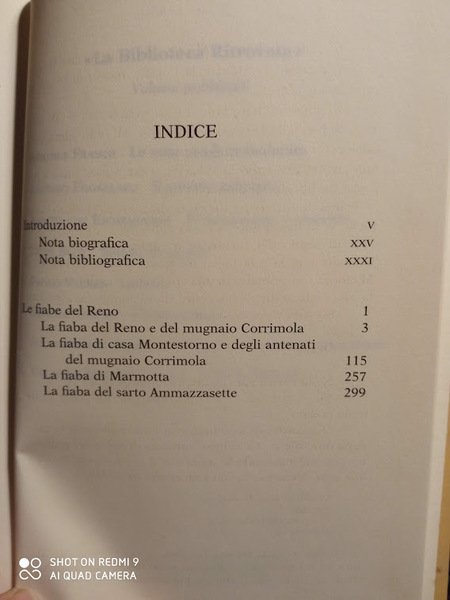 INDICE
Introduzione V
Nota biografica XXV
Nota bibliografica XXXI
Le fiabe del Reno 1
La fiaba del Reno e del mugnaio Corrimola 3
La fiaba di casa Montestorno e degli antenati
del mugnaio Corrimola 115
La fiaba di Marmotta 257
La fiaba del sarto Ammazzasette 299
SHOT ON REDMI 9
AI QUAD CAMERA